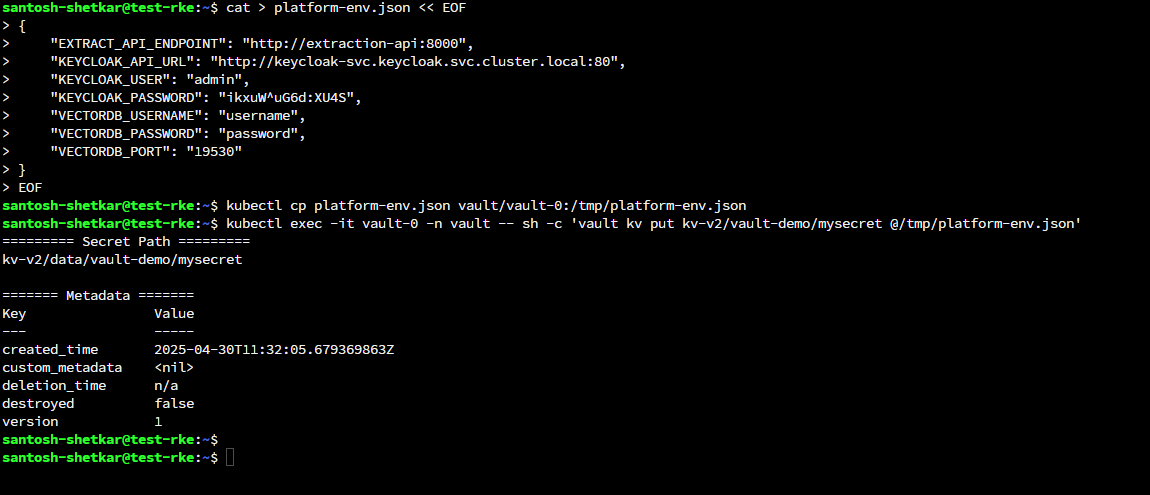 santosh-shetkar@test-rke:~$ cat > platform-env.json << EOF
> {
>     "EXTRACT_API_ENDPOINT": "http://extraction-api:8000",
>     "KEYCLOAK_API_URL": "http://keycloak-svc.keycloak.svc.cluster.local:80",
>     "KEYCLOAK_USER": "admin",
>     "KEYCLOAK_PASSWORD": "ikxuW^uG6d:XU4S",
>     "VECTORDB_USERNAME": "username",
>     "VECTORDB_PASSWORD": "password",
>     "VECTORDB_PORT": "19530"
> }
> EOF
santosh-shetkar@test-rke:~$ kubectl cp platform-env.json vault/vault-0:/tmp/platform-env.json
santosh-shetkar@test-rke:~$ kubectl exec -it vault-0 -n vault -- sh -c 'vault kv put kv-v2/vault-demo/mysecret @/tmp/platform-env.json'
========= Secret Path =========
kv-v2/data/vault-demo/mysecret

======= Metadata =======
Key                Value
---                -----
created_time       2025-04-30T11:32:05.679369863Z
custom_metadata    <nil>
deletion_time      n/a
destroyed          false
version            1
santosh-shetkar@test-rke:~$
santosh-shetkar@test-rke:~$